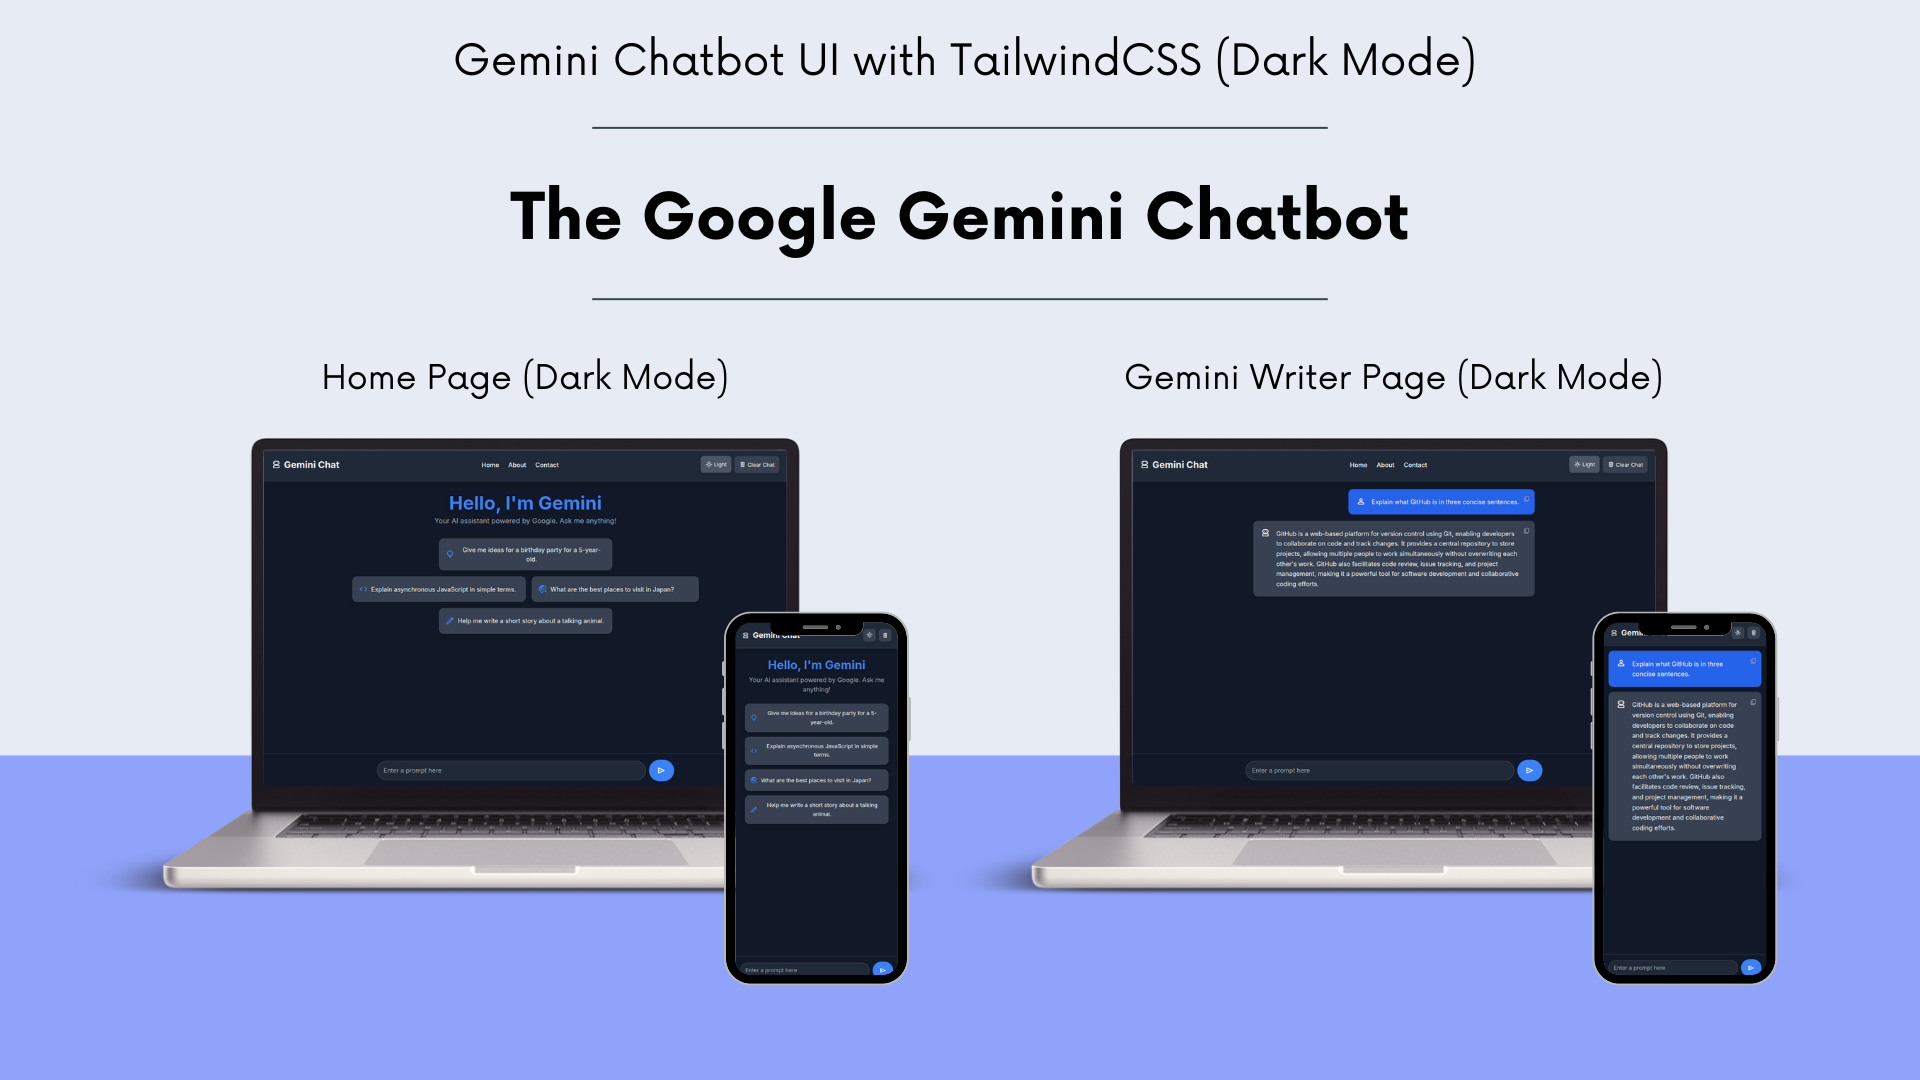 Gemini Chatbot UI with TailwindCSS (Dark Mode)
The Google Gemini Chatbot
Home Page (Dark Mode)
Gemini Chat
Home About Contact
Light
Clear Chat
Hello, I'm Gemini
Your AI assistant powered by Google. Ask me anything!
Give me ideas for a birthday party for a 5-year-
old.
Explain asynchronous JavaScript in simple terms.
What are the best places to visit in Japan?
Help me write a short story about a talking animal.
Enter a prompt here
Gemini Chat
Hello, I'm Gemini
Your AI assistant powered by Google. Ask me
anything!
Give me ideas for a birthday party for a 5-
year-old.
Explain asynchronous JavaScript in simple
terms.
What are the best places to visit in Japan?
Help me write a short story about a talking
animal.
Enter a prompt here
Gemini Writer Page (Dark Mode)
Gemini Chat
Home About Contact
Light
Clear Chat
Explain what GitHub is in three concise sentences.
GitHub is a web-based platform for version control using Git, enabling developers
to collaborate on code and track changes. It provides a central repository to store
projects, allowing multiple people to work simultaneously without overwriting each
other's work. GitHub also facilitates code review, issue tracking, and project
management, making it a powerful tool for software development and collaborative
coding efforts.
Enter a prompt here
Gem
Explain what GitHub is in three
concise sentences.
GitHub is a web-based platform for
version control using Git, enabling
developers to collaborate on code
and track changes. It provides a
central repository to store projects,
allowing multiple people to work
simultaneously without overwriting
each other's work. GitHub also
facilitates code review, issue tracking,
and project management, making it a
powerful tool for software
development and collaborative
coding efforts.
Enter a prompt here